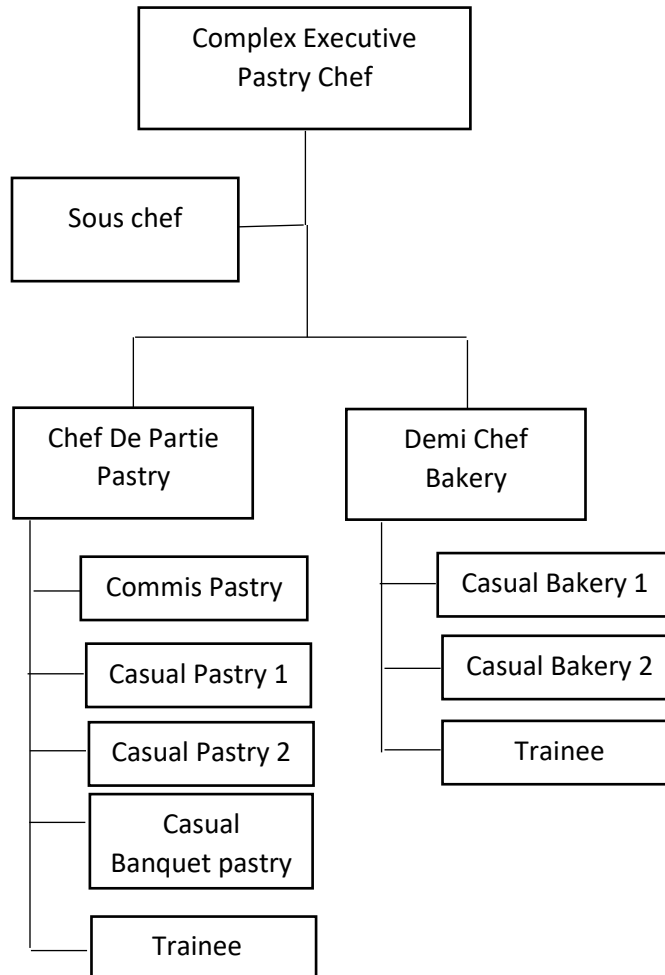 Complex Executive
Pastry Chef
Sous chef
Chef De Partie
Pastry
Demi Chef
Bakery
Commis Pastry
Casual Pastry 1
Casual Pastry 2
Casual
Banquet pastry
Trainee
Casual Bakery 1
Casual Bakery 2
Trainee